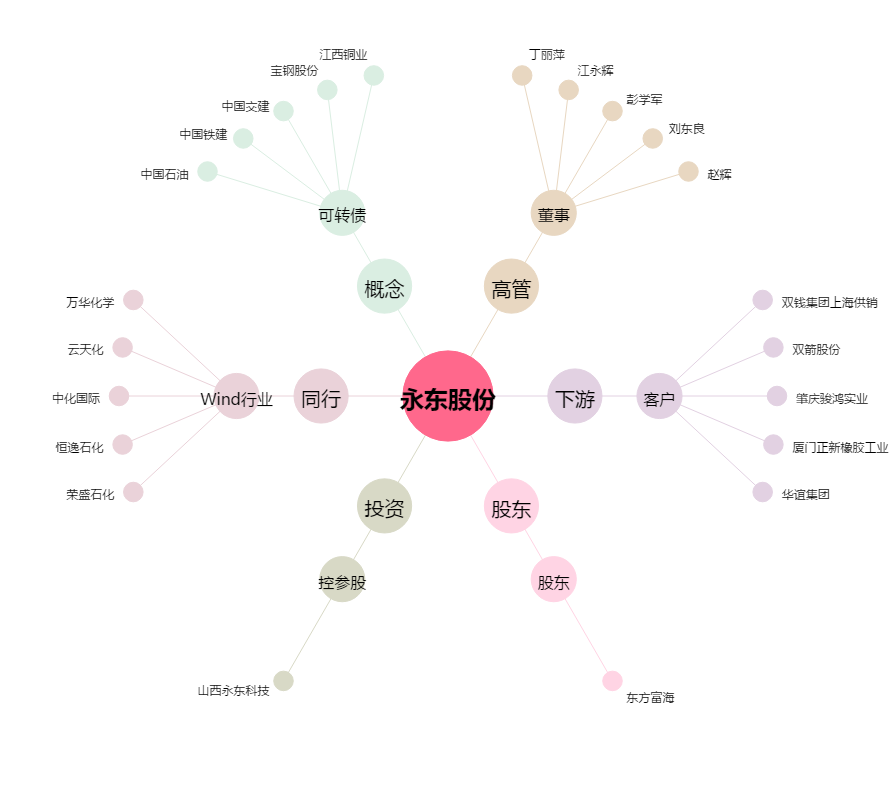 江西铜业
丁丽萍
宝钢股份
江永辉
中国交建
彭学军
中国铁建
刘东良
中国石油
赵辉
可转债
董事
概念
高管
万华化学
双钱集团上海供销
云天化
双箭股份
中化国际
Wind行业
同行
永东股份
下游
客户
肇庆骏鸿实业
恒逸石化
厦门正新橡胶工业
荣盛石化
华谊集团
投资
股东
控参股
股东
山西永东科技
东方富海